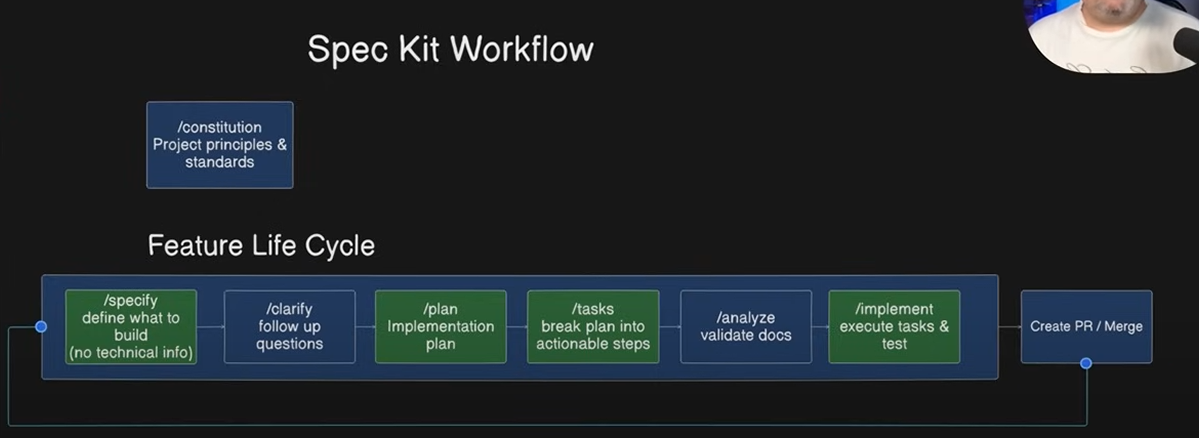 Spec Kit Workflow
/constitution
Project principles &
standards
Feature Life Cycle
/specify
define what to
build
(no technical info)
/clarify
follow up
questions
/plan
Implementation
plan
/tasks
break plan into
actionable steps
/analyze
validate docs
/implement
execute tasks &
test
Create PR / Merge